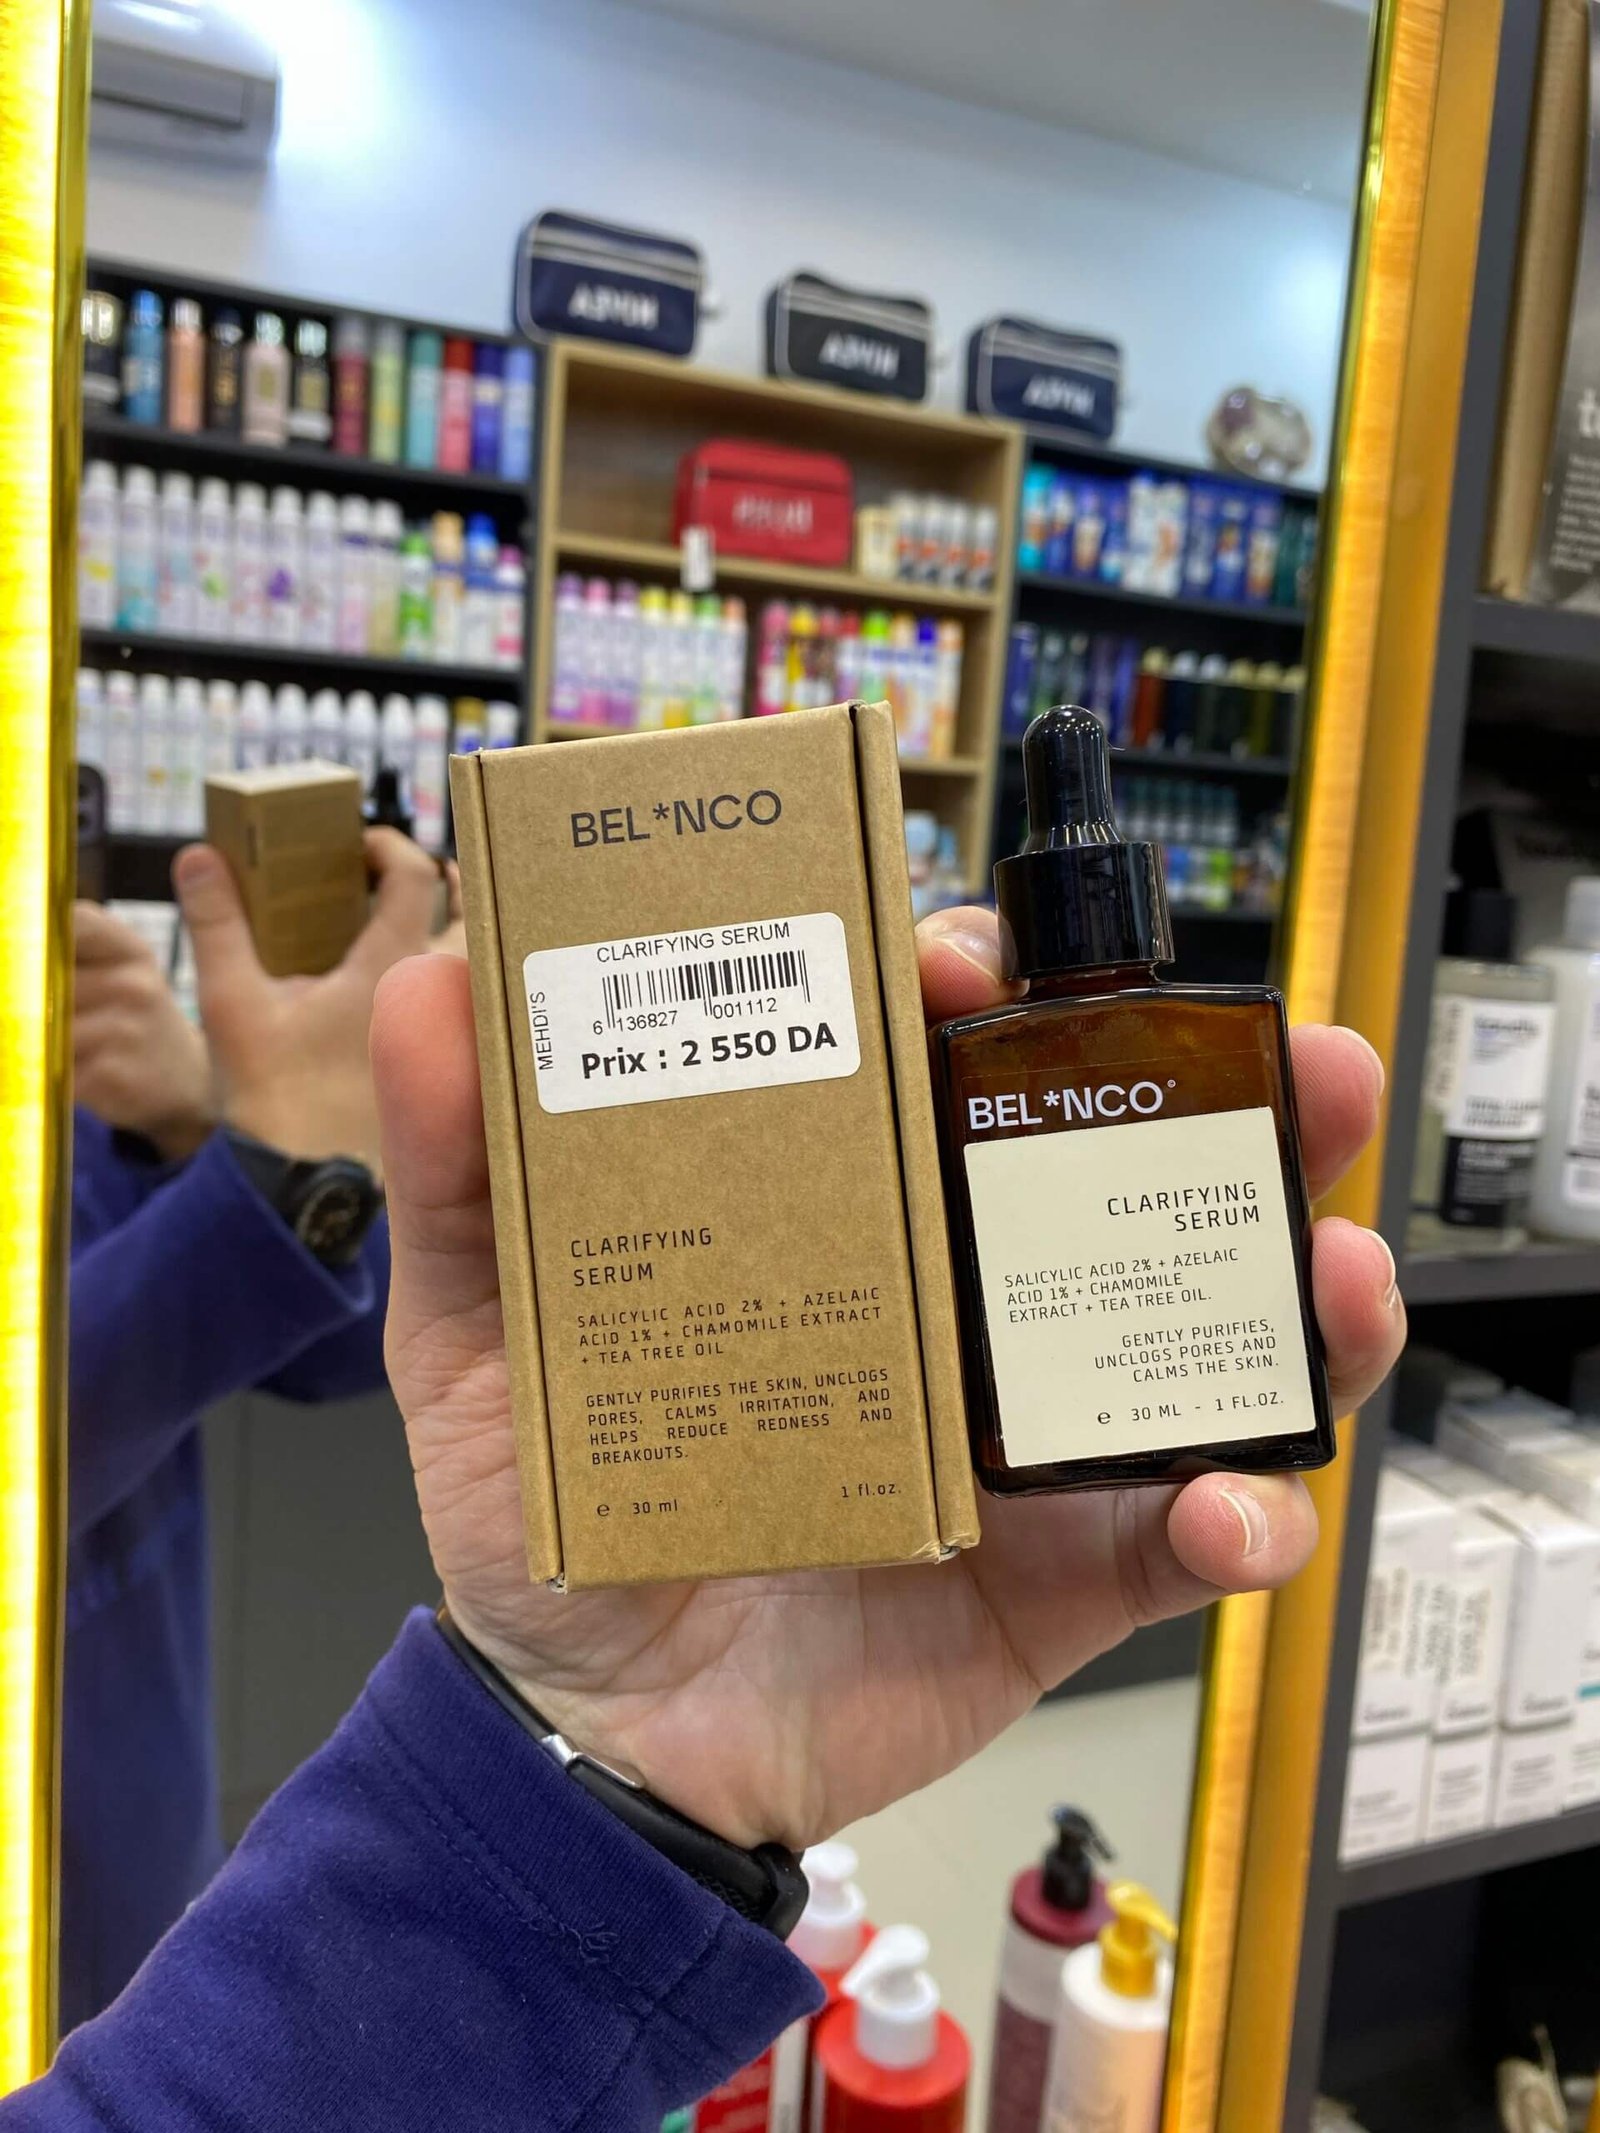 BEL*NCO
CLARIFYING SERUM
MEHDI'S
6 136827 001112
Prix : 2 550 DA
CLARIFYING
SERUM
SALICYLIC ACID 2% + AZELAIC
ACID 1% + CHAMOMILE EXTRACT
+ TEA TREE OIL
GENTLY PURIFIES THE SKIN, UNCLOGS
PORES, CALMS IRRITATION, AND
HELPS REDUCE REDNESS AND
BREAKOUTS.
℮ 30 ml 1 fl.oz.
BEL*NCO©
CLARIFYING
SERUM
SALICYLIC ACID 2% + AZELAIC
ACID 1% + CHAMOMILE
EXTRACT + TEA TREE OIL.
GENTLY PURIFIES,
UNCLOGS PORES AND
CALMS THE SKIN.
℮ 30 ML - 1 FL.OZ.